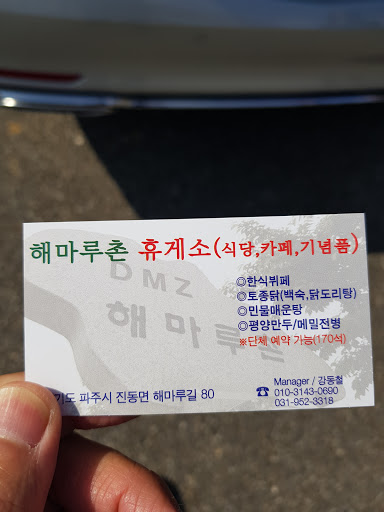 해마루촌 휴게소(식당,카페,기념품)
DMZ
해마루촌
◎한식뷔페
◎토종닭(백숙,닭도리탕)
◎민물매운탕
◎평양만두/메밀전병
※단체 예약 가능(170석)
기도 파주시 진동면 해마루길 80
Manager / 강동철
☎ 010-3143-0690
031-952-3318